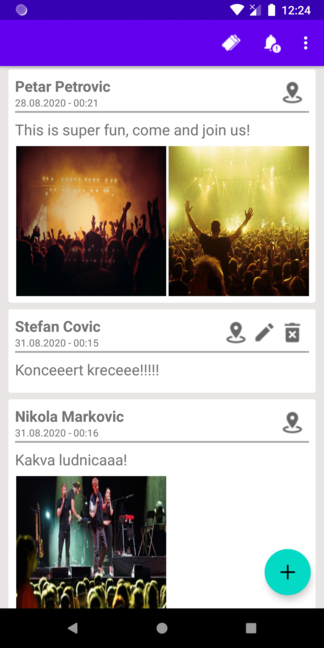 12:24
Petar Petrovic
28.08.2020 - 00:21
This is super fun, come and join us!
Stefan Covic
31.08.2020 - 00:15
Konceeert kreceee!!!!!
Nikola Markovic
31.08.2020 - 00:16
Kakva ludnicaaa!